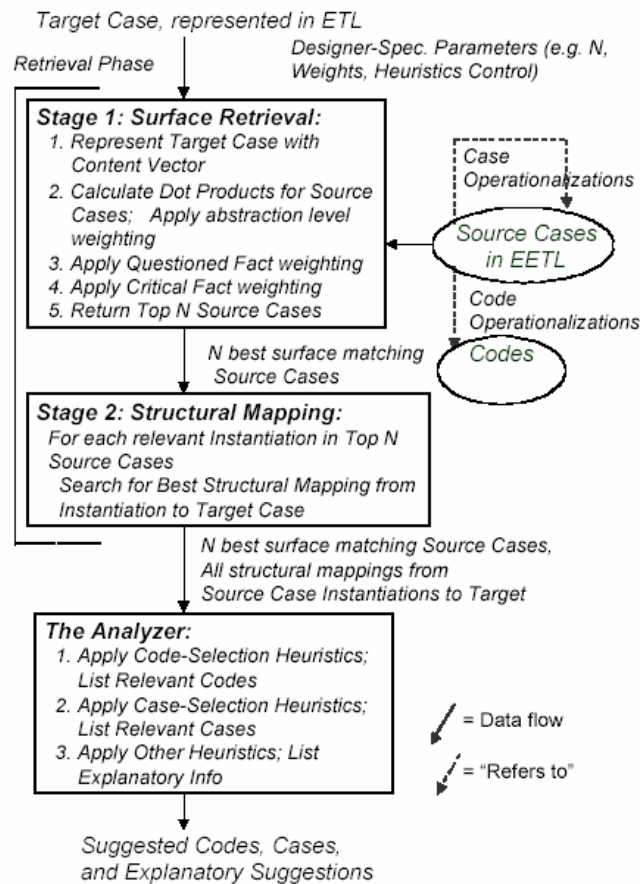 Target Case, represented in ETL
Designer-Spec. Parameters (e.g. N,
Weights, Heuristics Control)
Retrieval Phase
Stage 1: Surface Retrieval:
1. Represent Target Case with
Content Vector
2. Calculate Dot Products for Source
Cases; Apply abstraction level
weighting
3. Apply Questioned Fact weighting
4. Apply Critical Fact weighting
5. Return Top N Source Cases
Case
Operationalizations
Source Cases
in EETL
Code
Operationalizations
Codes
N best surface matching
Source Cases
Stage 2: Structural Mapping:
For each relevant Instantiation in Top N
Source Cases
Search for Best Structural Mapping from
Instantiation to Target Case
N best surface matching Source Cases,
All structural mappings from
Source Case Instantiations to Target
The Analyzer:
1. Apply Code-Selection Heuristics;
List Relevant Codes
2. Apply Case-Selection Heuristics;
List Relevant Cases
3. Apply Other Heuristics; List
Explanatory Info
= Data flow
= “Refers to”
Suggested Codes, Cases,
and Explanatory Suggestions